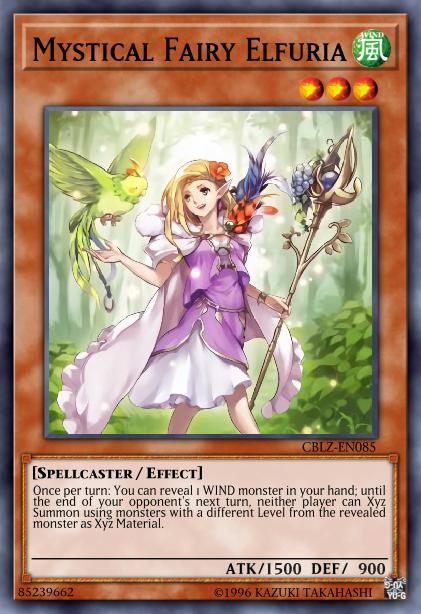 MYSTICAL FAIRY ELFURIA
WIND
風
CBLZ-EN085
[SPELLCASTER / EFFECT]
Once per turn: You can reveal 1 WIND monster in your hand; until
the end of your opponent's next turn, neither player can Xyz
Summon using monsters with a different Level from the revealed
monster as Xyz Material.
ATK/1500 DEF/ 900
85239662
©1996 KAZUKI TAKAHASHI